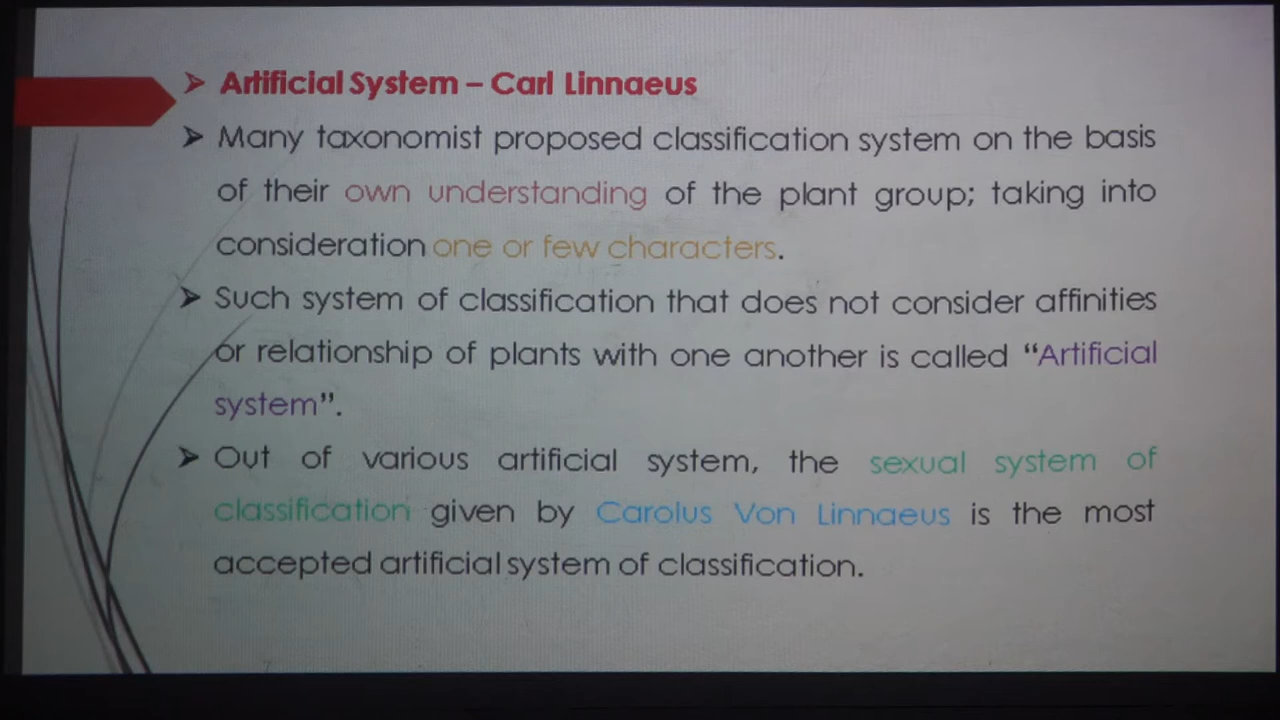 ➤ Artificial System – Carl Linnaeus
➤ Many taxonomist proposed classification system on the basis
of their own understanding of the plant group; taking into
consideration one or few characters.
➤ Such system of classification that does not consider affinities
or relationship of plants with one another is called “Artificial
system”.
➤ Out of various artificial system, the sexual system of
classification given by Carolus Von Linnaeus is the most
accepted artificial system of classification.